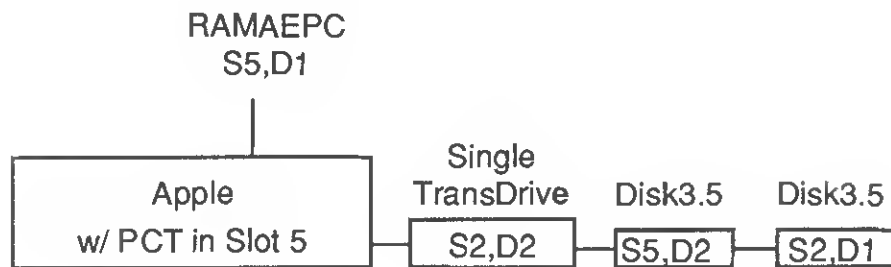 RAMAEPC
S5,D1
Apple
w/ PCT in Slot 5
Single
TransDrive
S2,D2
Disk3.5
S5,D2
Disk3.5
S2,D1